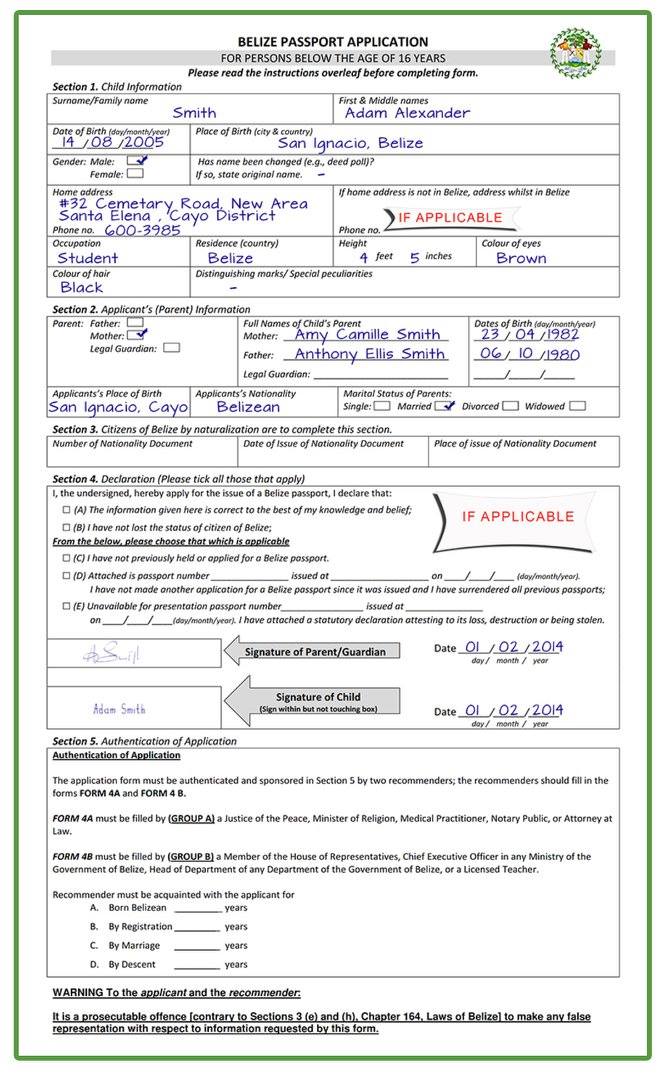 BELIZE PASSPORT APPLICATION
FOR PERSONS BELOW THE AGE OF 16 YEARS
Please read the instructions overleaf before completing form.
Section 1. Child Information
Surname/Family name First & Middle names
Smith Adam Alexander
Date of Birth (day/month/year) Place of Birth (city & country)
14 / 08 / 2005 San Ignacio, Belize
Gender: Male: Has name been changed (e.g., deed poll)?
Female: If so, state original name. -
Home address If home address is not in Belize, address whilst in Belize
#32 Cemetary Road, New Area
Santa Elena , Cayo District IF APPLICABLE
Phone no. 600-3985 Phone no.
Occupation Residence (country) Height Colour of eyes
Student Belize 4 feet 5 inches Brown
Colour of hair Distinguishing marks/ Special peculiarities
Black -
Section 2. Applicant's (Parent) Information
Parent: Father: Full Names of Child's Parent Dates of Birth (day/month/year)
Mother: Mother: Amy Camille Smith 23 / 04 /1982
Legal Guardian: Father: Anthony Ellis Smith 06 / 10 /1980
Legal Guardian: ____________ _____/_____/_____
Applicants's Place of Birth Applicants's Nationality Marital Status of Parents:
San Ignacio, Cayo Belizean Single: Married Divorced Widowed
Section 3. Citizens of Belize by naturalization are to complete this section.
Number of Nationality Document Date of Issue of Nationality Document Place of issue of Nationality Document
Section 4. Declaration (Please tick all those that apply)
I, the undersigned, hereby apply for the issue of a Belize passport, I declare that:
☐ (A) The information given here is correct to the best of my knowledge and belief;
IF APPLICABLE
☐ (B) I have not lost the status of citizen of Belize;
From the below, please choose that which is applicable
☐ (C) I have not previously held or applied for a Belize passport.
☐ (D) Attached is passport number ______________ issued at __________________ on ____/____/____ (day/month/year).
I have not made another application for a Belize passport since it was issued and I have surrendered all previous passports;
☐ (E) Unavailable for presentation passport number______________ issued at ______________
on ____/____/____(day/month/year). I have attached a statutory declaration attesting to its loss, destruction or being stolen.
Signature of Parent/Guardian Date 01 / 02 / 2014
day / month / year
Signature of Child
(Sign within but not touching box)
Adam Smith Date 01 / 02 / 2014
day / month / year
Section 5. Authentication of Application
Authentication of Application
The application form must be authenticated and sponsored in Section 5 by two recommenders; the recommenders should fill in the
forms FORM 4A and FORM 4 B.
FORM 4A must be filled by (GROUP A) a Justice of the Peace, Minister of Religion, Medical Practitioner, Notary Public, or Attorney at
Law.
FORM 4B must be filled by (GROUP B) a Member of the House of Representatives, Chief Executive Officer in any Ministry of the
Government of Belize, Head of Department of any Department of the Government of Belize, or a Licensed Teacher.
Recommender must be acquainted with the applicant for
A. Born Belizean _________ years
B. By Registration _________ years
C. By Marriage _________ years
D. By Descent _________ years
WARNING To the applicant and the recommender:
It is a prosecutable offence [contrary to Sections 3 (e) and (h), Chapter 164, Laws of Belize] to make any false
representation with respect to information requested by this form.